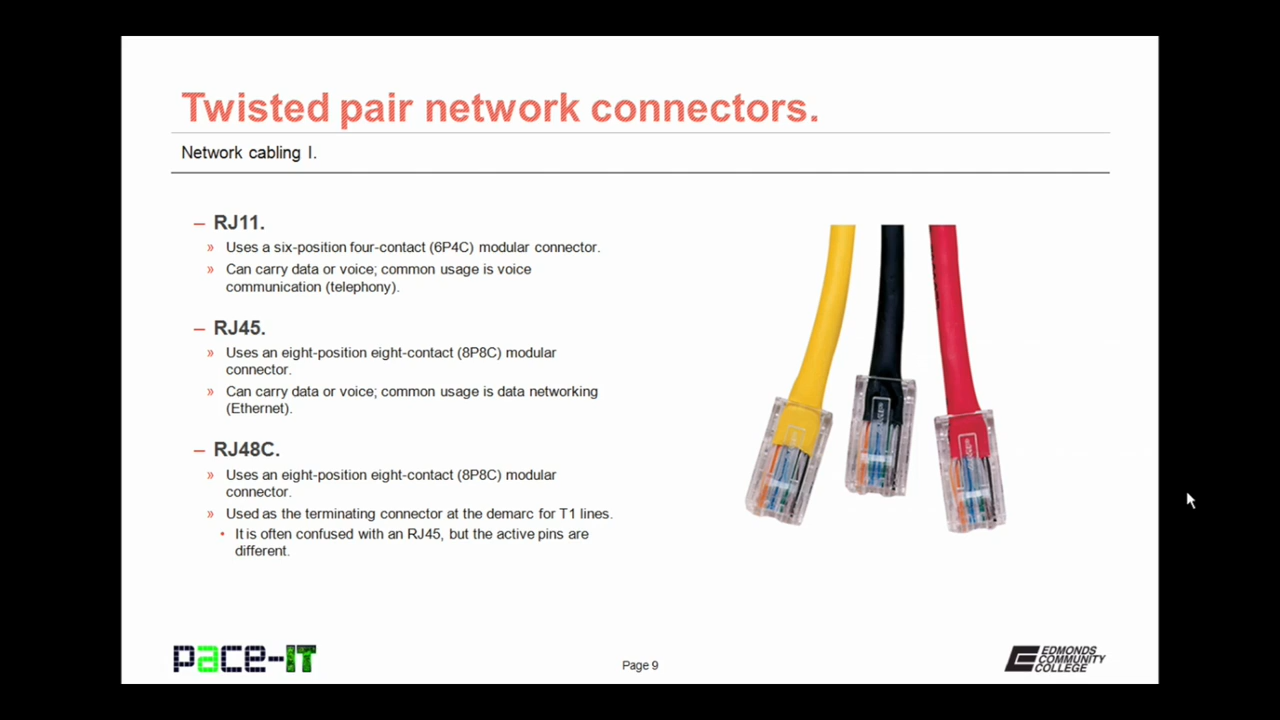 Twisted pair network connectors.
Network cabling I.
– RJ11.
» Uses a six-position four-contact (6P4C) modular connector.
» Can carry data or voice; common usage is voice
communication (telephony).
– RJ45.
» Uses an eight-position eight-contact (8P8C) modular
connector.
» Can carry data or voice; common usage is data networking
(Ethernet).
– RJ48C.
» Uses an eight-position eight-contact (8P8C) modular
connector.
» Used as the terminating connector at the demarc for T1 lines.
• It is often confused with an RJ45, but the active pins are
different.
pace-IT
Page 9
EDMONDS
COMMUNITY
COLLEGE